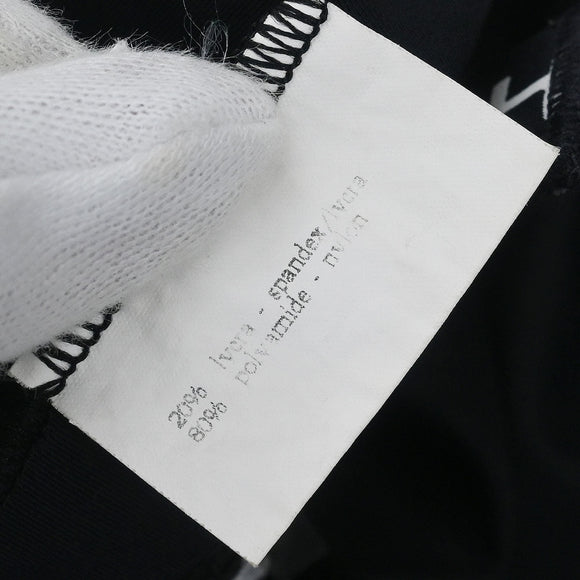 20% lycra - spandex/lycra
80% polyamide - nylon